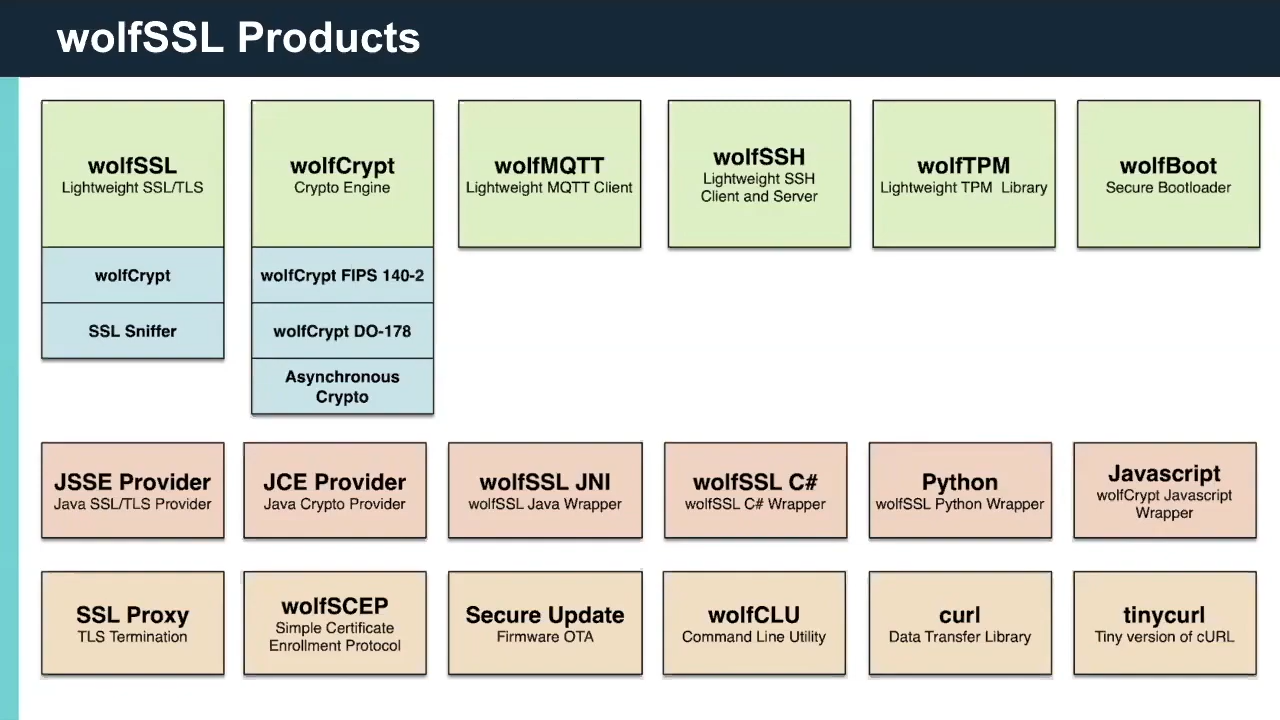 wolfSSL Products
wolfSSL
Lightweight SSL/TLS
wolfCrypt
SSL Sniffer
wolfCrypt
Crypto Engine
wolfCrypt FIPS 140-2
wolfCrypt DO-178
Asynchronous
Crypto
wolfMQTT
Lightweight MQTT Client
wolfSSH
Lightweight SSH
Client and Server
wolfTPM
Lightweight TPM Library
wolfBoot
Secure Bootloader
JSSE Provider
Java SSL/TLS Provider
JCE Provider
Java Crypto Provider
wolfSSL JNI
wolfSSL Java Wrapper
wolfSSL C#
wolfSSL C# Wrapper
Python
wolfSSL Python Wrapper
Javascript
wolfCrypt Javascript
Wrapper
SSL Proxy
TLS Termination
wolfSCEP
Simple Certificate
Enrollment Protocol
Secure Update
Firmware OTA
wolfCLU
Command Line Utility
curl
Data Transfer Library
tinycurl
Tiny version of cURL